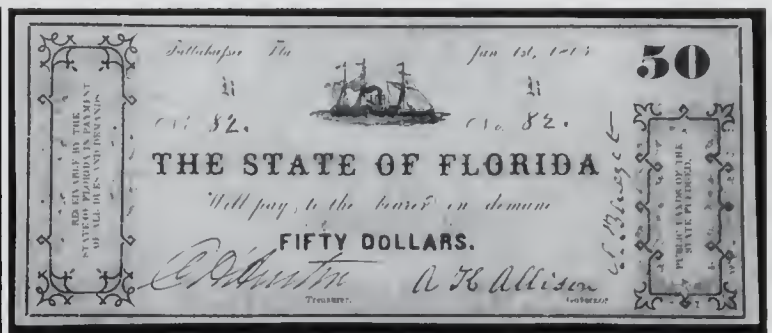 Tallahassee Fla
Jan 1st,
50
B
B
No 82.
No 82.
RECEIVABLE BY THE
STATE OF FLORIDA IN PAYMENT
OF ALL DUES AND DEMANDS
THE STATE OF FLORIDA
Will pay, to the bearer on demand
FIFTY DOLLARS.
C H Austin
Treasurer.
A K Allison
Governor
PUBLIC LANDS OF THE
STATE PLEDGED.